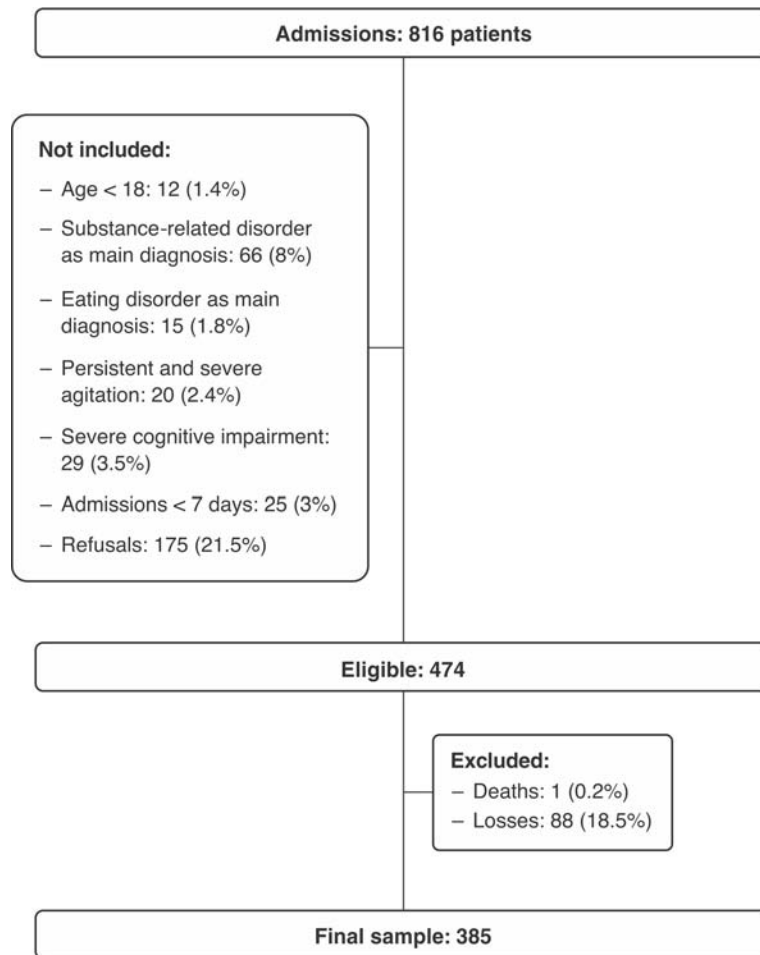 Admissions: 816 patients
Not included:
– Age < 18: 12 (1.4%)
– Substance-related disorder
as main diagnosis: 66 (8%)
– Eating disorder as main
diagnosis: 15 (1.8%)
– Persistent and severe
agitation: 20 (2.4%)
– Severe cognitive impairment:
29 (3.5%)
– Admissions < 7 days: 25 (3%)
– Refusals: 175 (21.5%)
Eligible: 474
Excluded:
– Deaths: 1 (0.2%)
– Losses: 88 (18.5%)
Final sample: 385